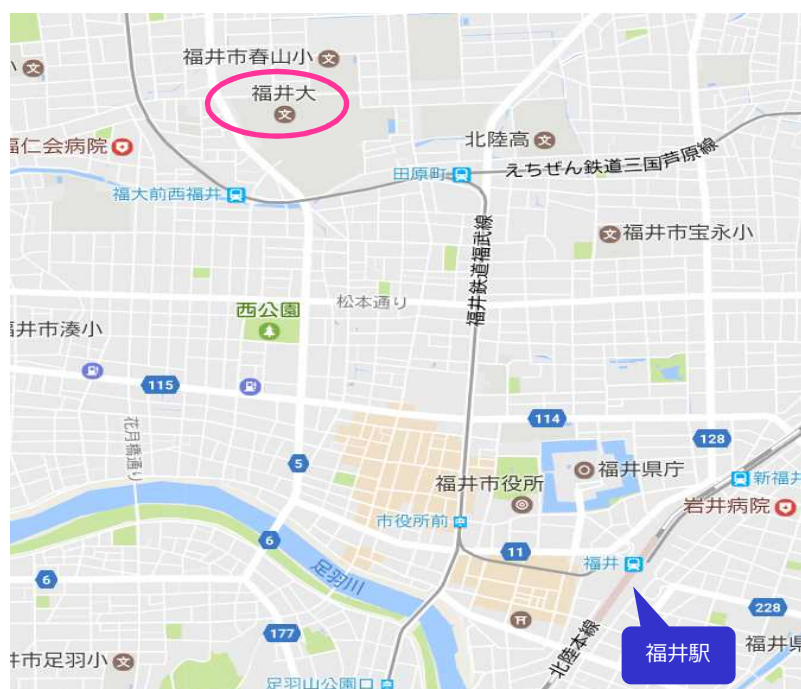 福井市春山小
小
福井大
北陸高
福仁会病院
田原町
えちぜん鉄道三国芦原線
福大前西福井
福井市宝永小
福井鉄道福武線
西公園
松本通り
井市湊小
115
花月橋通り
114
128
5
福井県庁
福井市役所
新福井
岩井病院
市役所前
6
11
福井
足羽川
6
228
177
福井駅
福井県
北陸本線
井市足羽小
足羽山公園口